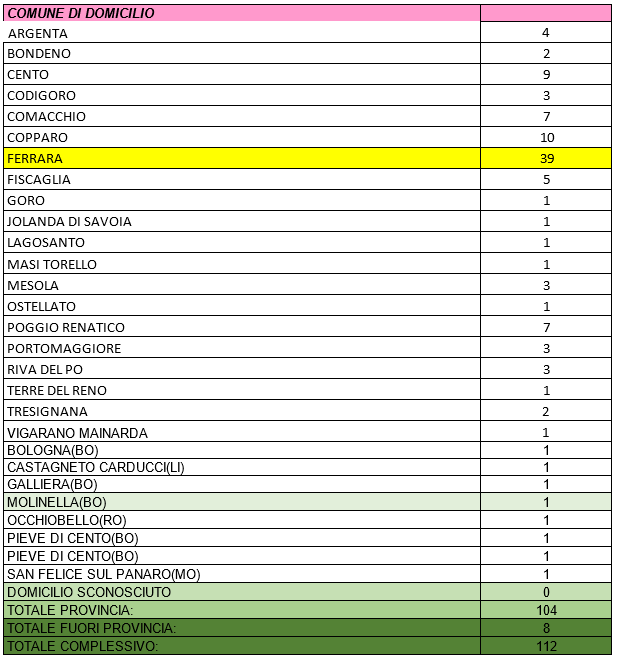 COMUNE DI DOMICILIO
ARGENTA 4
BONDENO 2
CENTO 9
CODIGORO 3
COMACCHIO 7
COPPARO 10
FERRARA 39
FISCAGLIA 5
GORO 1
JOLANDA DI SAVOIA 1
LAGOSANTO 1
MASI TORELLO 1
MESOLA 3
OSTELLATO 1
POGGIO RENATICO 7
PORTOMAGGIORE 3
RIVA DEL PO 3
TERRE DEL RENO 1
TRESIGNANA 2
VIGARANO MAINARDA 1
BOLOGNA(BO) 1
CASTAGNETO CARDUCCI(LI) 1
GALLIERA(BO) 1
MOLINELLA(BO) 1
OCCHIOBELLO(RO) 1
PIEVE DI CENTO(BO) 1
PIEVE DI CENTO(BO) 1
SAN FELICE SUL PANARO(MO) 1
DOMICILIO SCONOSCIUTO 0
TOTALE PROVINCIA: 104
TOTALE FUORI PROVINCIA: 8
TOTALE COMPLESSIVO: 112